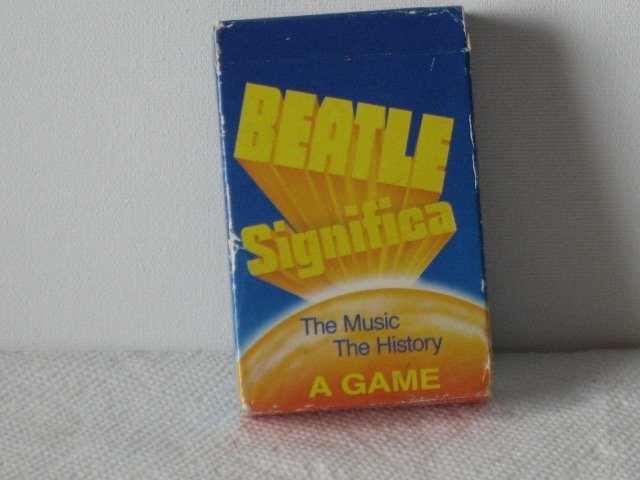 BEATLE
Significa
The Music
The History
A GAME